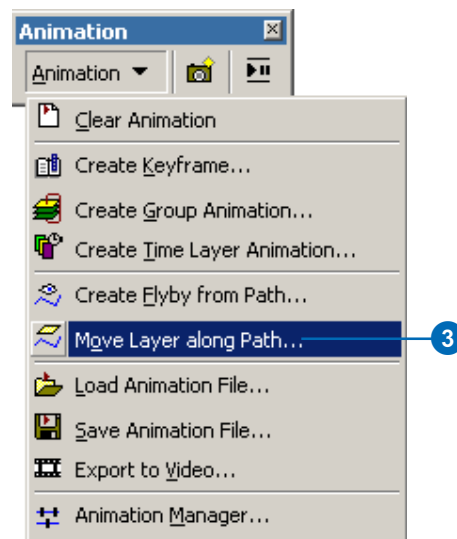 Animation
Animation
Clear Animation
Create Keyframe...
Create Group Animation...
Create Time Layer Animation...
Create Flyby from Path...
Move Layer along Path...
3
Load Animation File...
Save Animation File...
Export to Video...
Animation Manager...